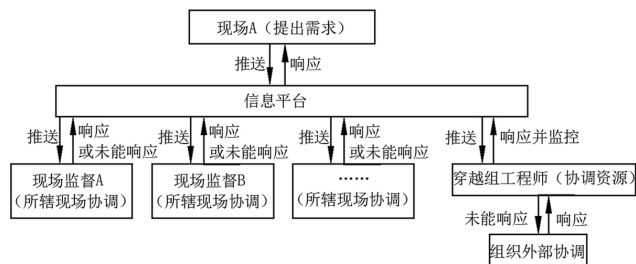 现场A（提出需求）
推送
响应
信息平台
推送
响应
或未能响应
推送
响应
或未能响应
推送
响应
或未能响应
推送
响应并监控
现场监督A
（所辖现场协调）
现场监督B
（所辖现场协调）
……
（所辖现场协调）
穿越组工程师（协调资源）
未能响应
响应
组织外部协调